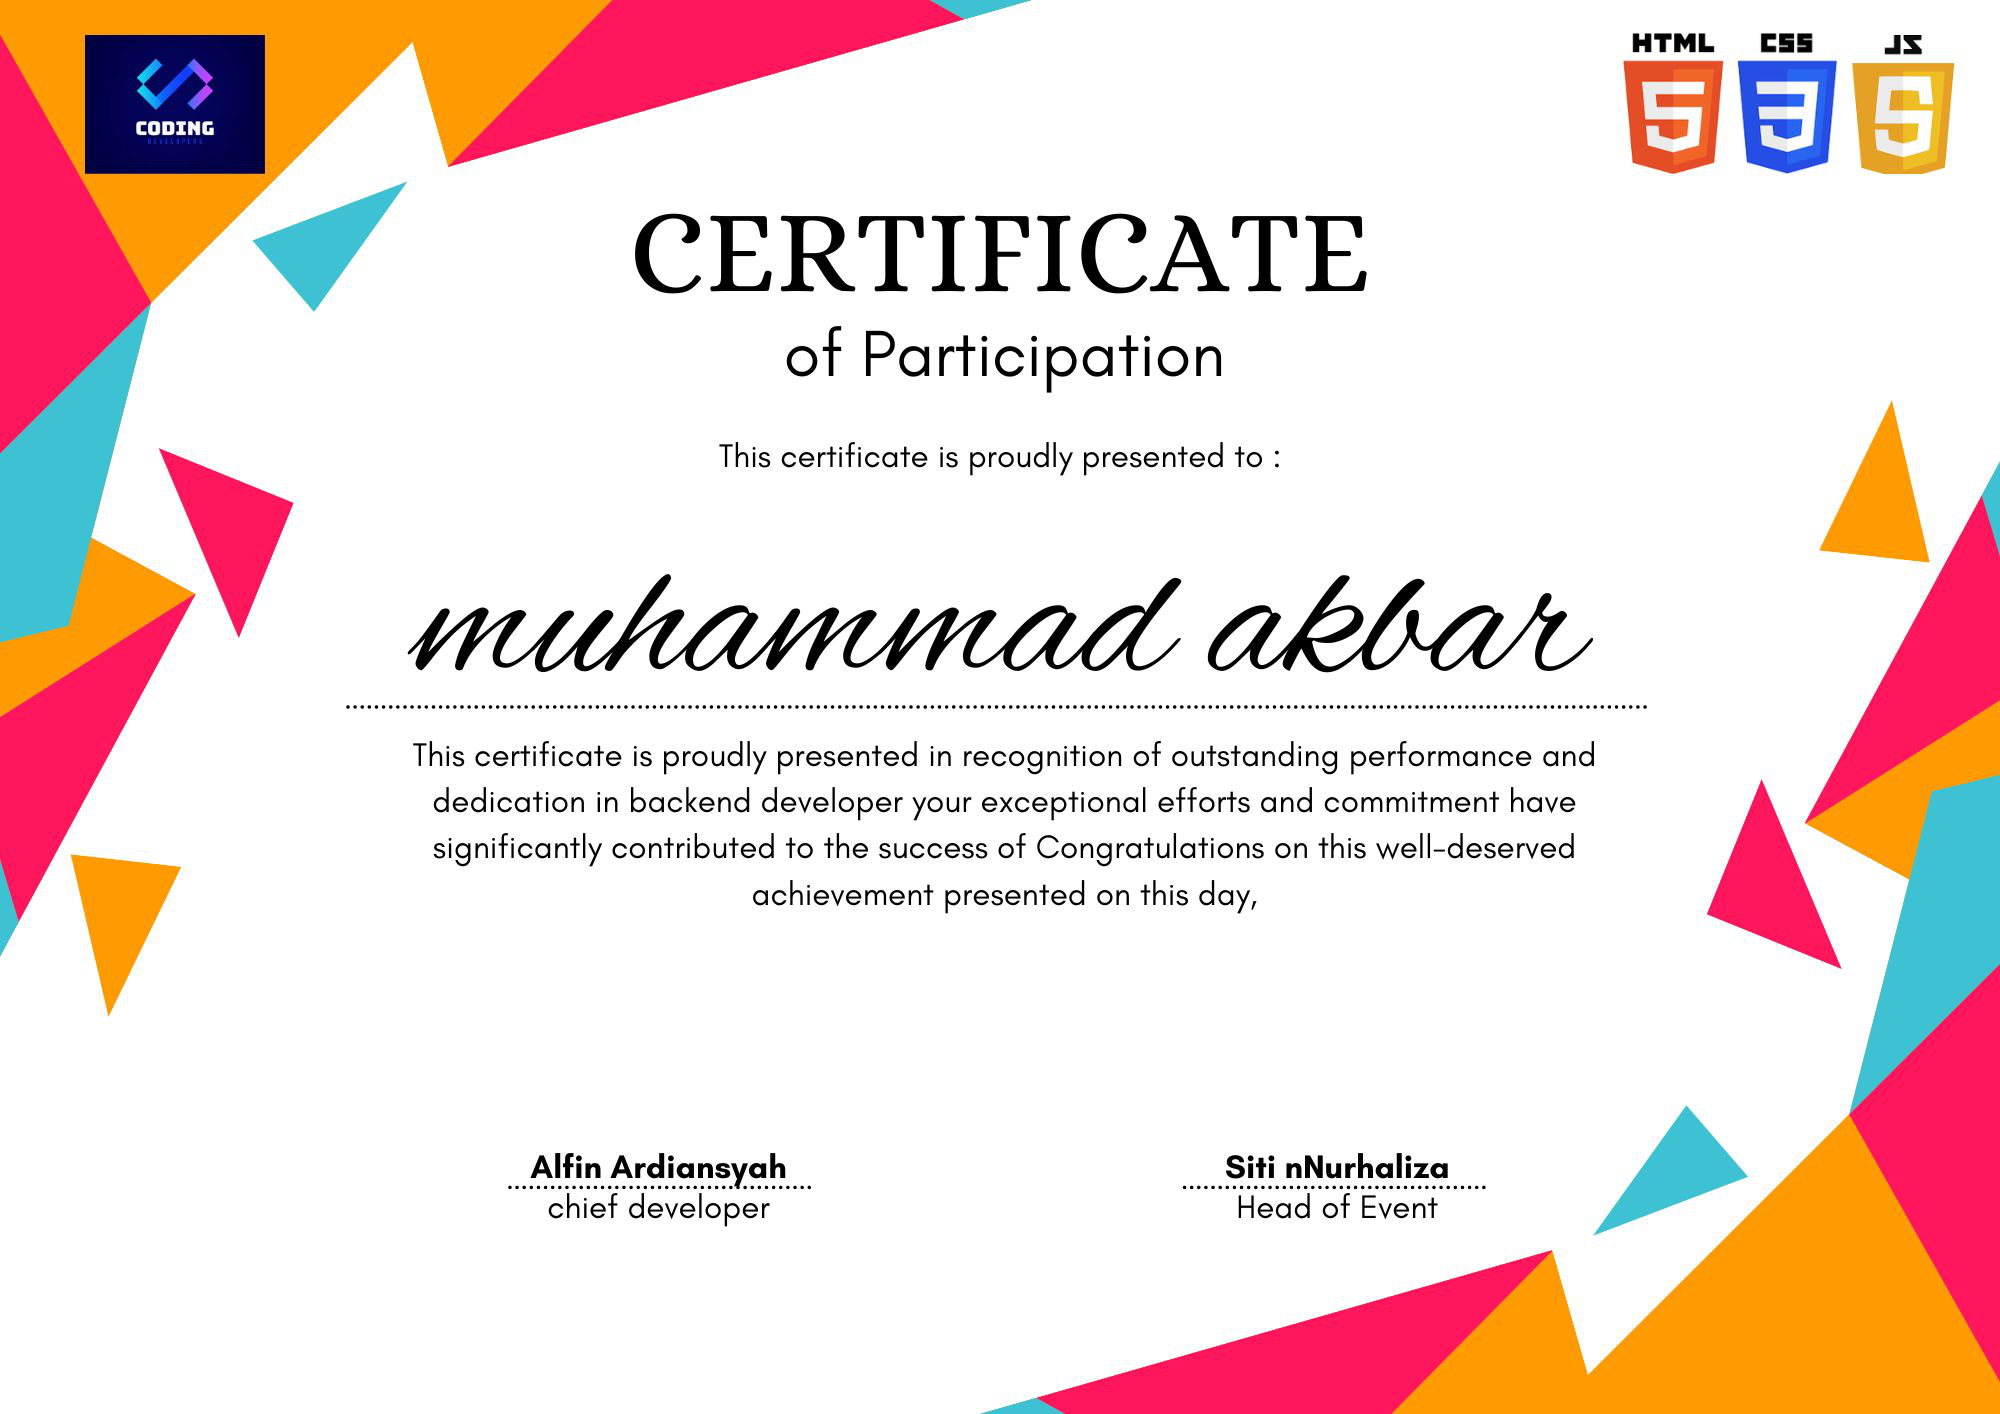 CODING
DEVELOPERS
HTML CSS JS
5 3 S
CERTIFICATE
of Participation
This certificate is proudly presented to :
muhammad akbar
This certificate is proudly presented in recognition of outstanding performance and
dedication in backend developer your exceptional efforts and commitment have
significantly contributed to the success of Congratulations on this well-deserved
achievement presented on this day,
Alfin Ardiansyah
chief developer
Siti nNurhaliza
Head of Event